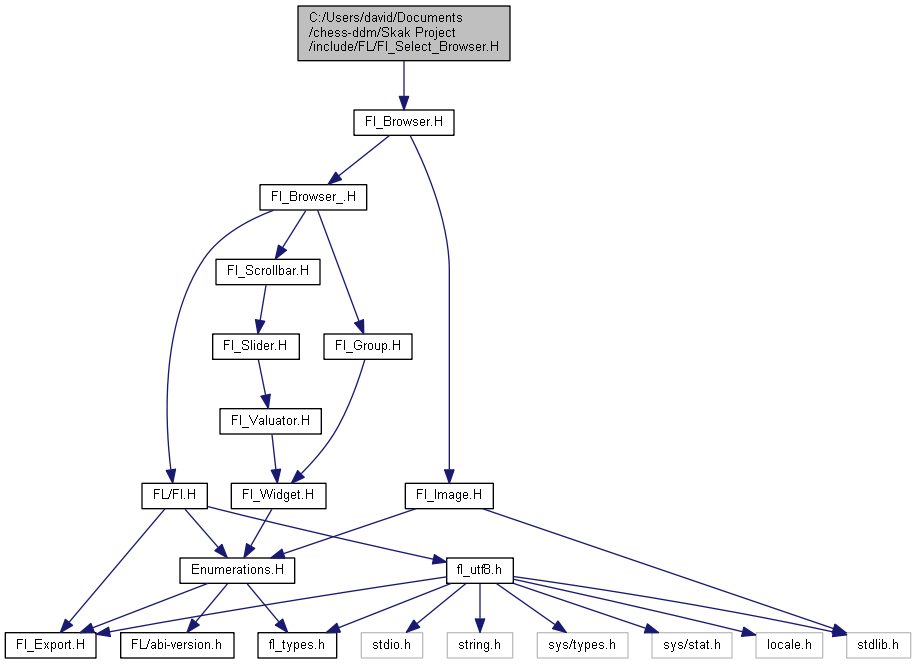 C:/Users/david/Documents
/chess-ddm/Skak Project
/include/FL/Fl_Select_Browser.H
Fl_Browser.H
Fl_Browser_.H
Fl_Scrollbar.H
Fl_Slider.H
Fl_Group.H
Fl_Valuator.H
FL/Fl.H
Fl_Widget.H
Fl_Image.H
Enumerations.H
fl_utf8.h
Fl_Export.H
FL/abi-version.h
fl_types.h
stdio.h
string.h
sys/types.h
sys/stat.h
locale.h
stdlib.h